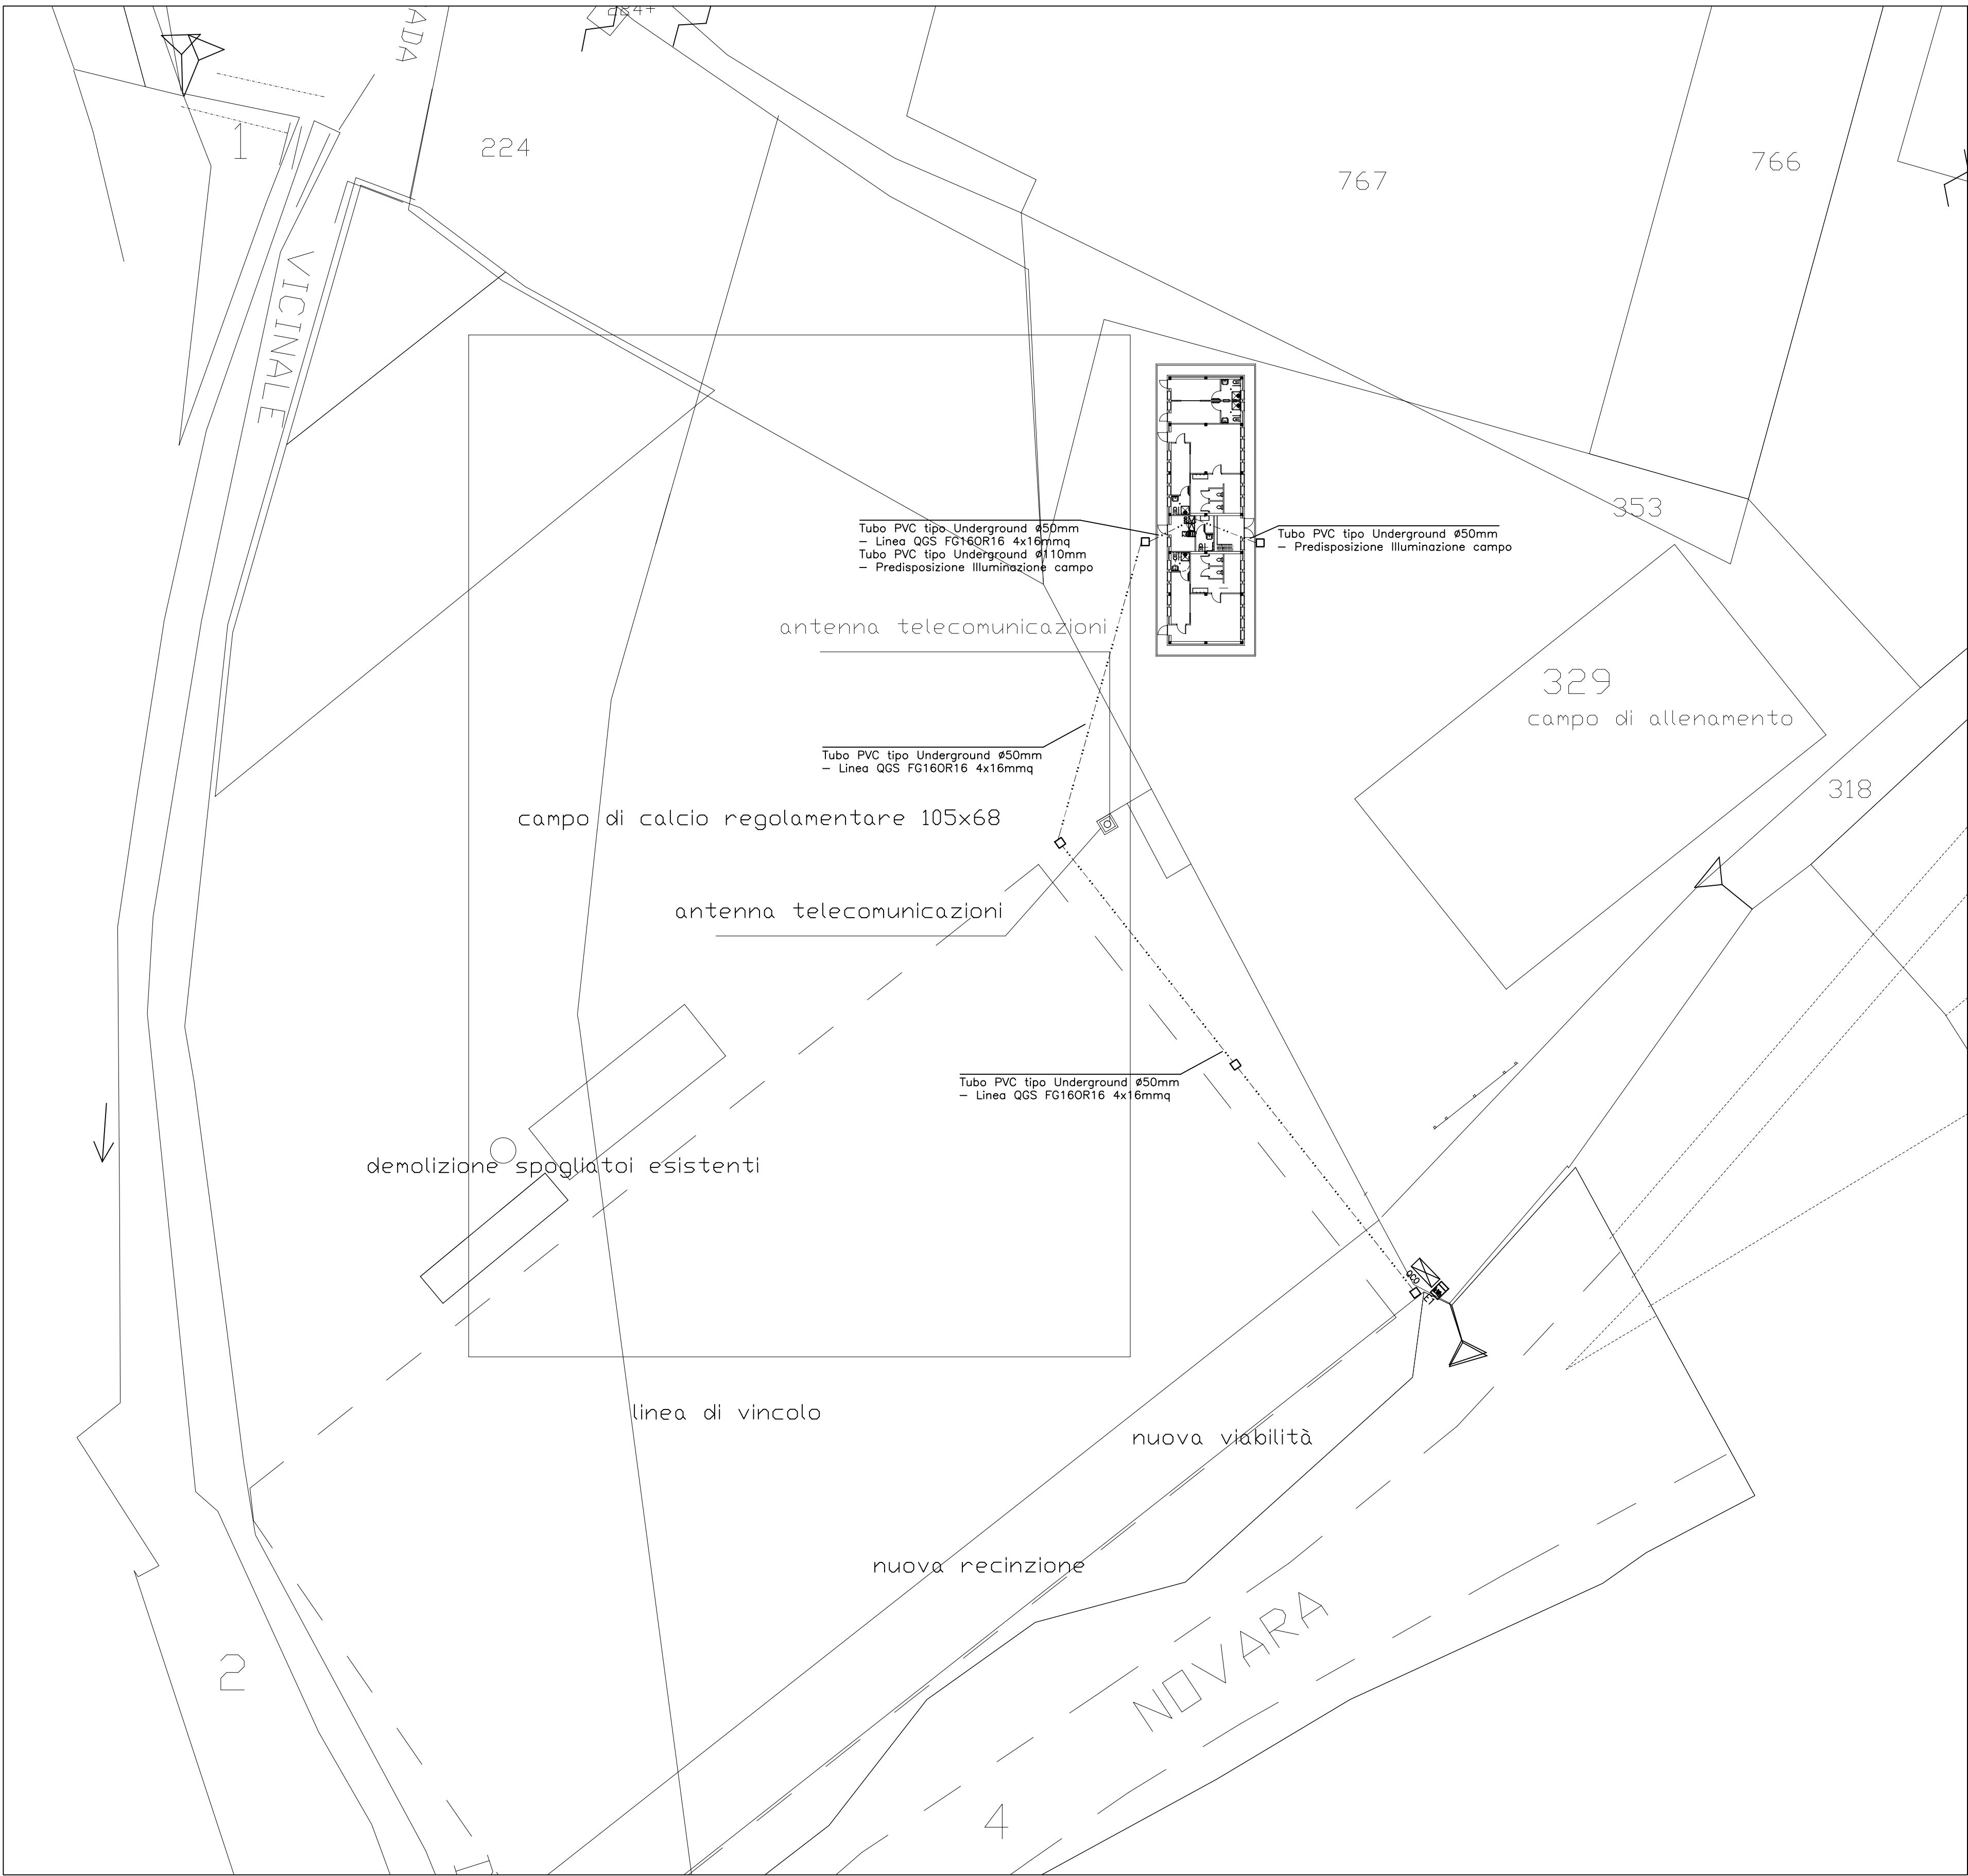 224+
ADA
1
224
767
766
VICINALE
353
Tubo PVC tipo Underground ø50mm
– Linea QGS FG16OR16 4x16mmq
Tubo PVC tipo Underground ø110mm
– Predisposizione Illuminazione campo
Tubo PVC tipo Underground ø50mm
– Predisposizione Illuminazione campo
antenna telecomunicazioni
329
campo di allenamento
Tubo PVC tipo Underground ø50mm
– Linea QGS FG16OR16 4x16mmq
318
campo di calcio regolamentare 105x68
antenna telecomunicazioni
Tubo PVC tipo Underground ø50mm
– Linea QGS FG16OR16 4x16mmq
demolizione spogliatoi esistenti
QCO
linea di vincolo
nuova viabilità
nuova recinzione
NOVARA
2
4